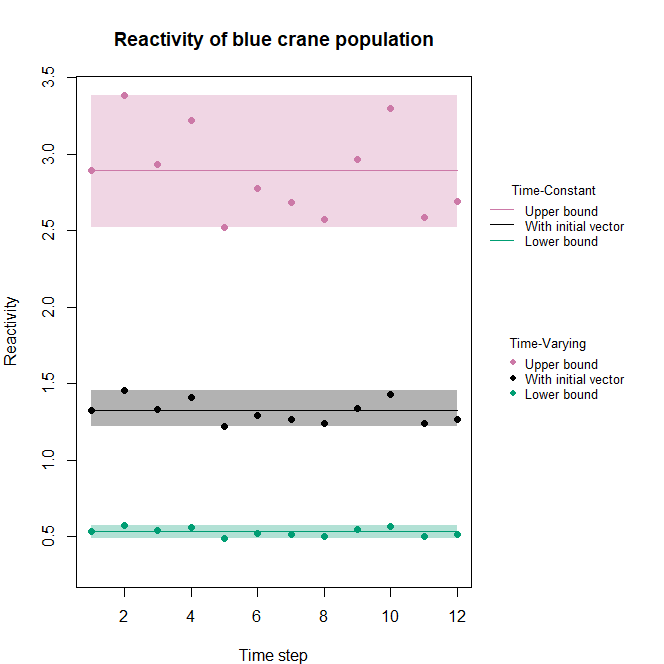 Reactivity of blue crane population
Reactivity
3.5
3.0
2.5
2.0
1.5
1.0
0.5
2 4 6 8 10 12
Time step
Time-Constant
Upper bound
With initial vector
Lower bound
Time-Varying
Upper bound
With initial vector
Lower bound